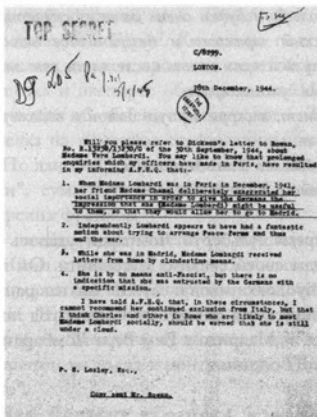 TOP SECRET
C/8299.
LONDON.
December, 1944.
Will you please refer to Dickson's letter to Rowan,
of the 30th September, 1944, about
Madame Vera Lombardi. You may like to know that prolonged
enquiries which my officers have made in Paris, have resulted
in my informing A.F.H.Q. that:-
1. When Madame Lombardi was in Paris in December, 1941,
her friend Madame Chanel deliberately exaggerated her
social importance in order to give the Germans the
impression that she (Madame Lombardi) might be useful
to them, so that they would allow her to go to Madrid.
2. Independently Lombardi appears to have had a fantastic
notion about trying to arrange Peace Terms and thus
end the war.
3. While she was in Madrid, Madame Lombardi received
letters from Rome by clandestine means.
4. She is by no means anti-Fascist, but there is no
indication that she was entrusted by the Germans with
a specific mission.
I have told A.F.H.Q. that, in these circumstances, I
cannot recommend her continued exclusion from Italy, but that
I think Charles and others in Rome who are likely to meet
Madame Lombardi socially, should be warned that she is still
under a cloud.
P. N. Loxley, Esq.,
Copy sent Mr. Rowan.